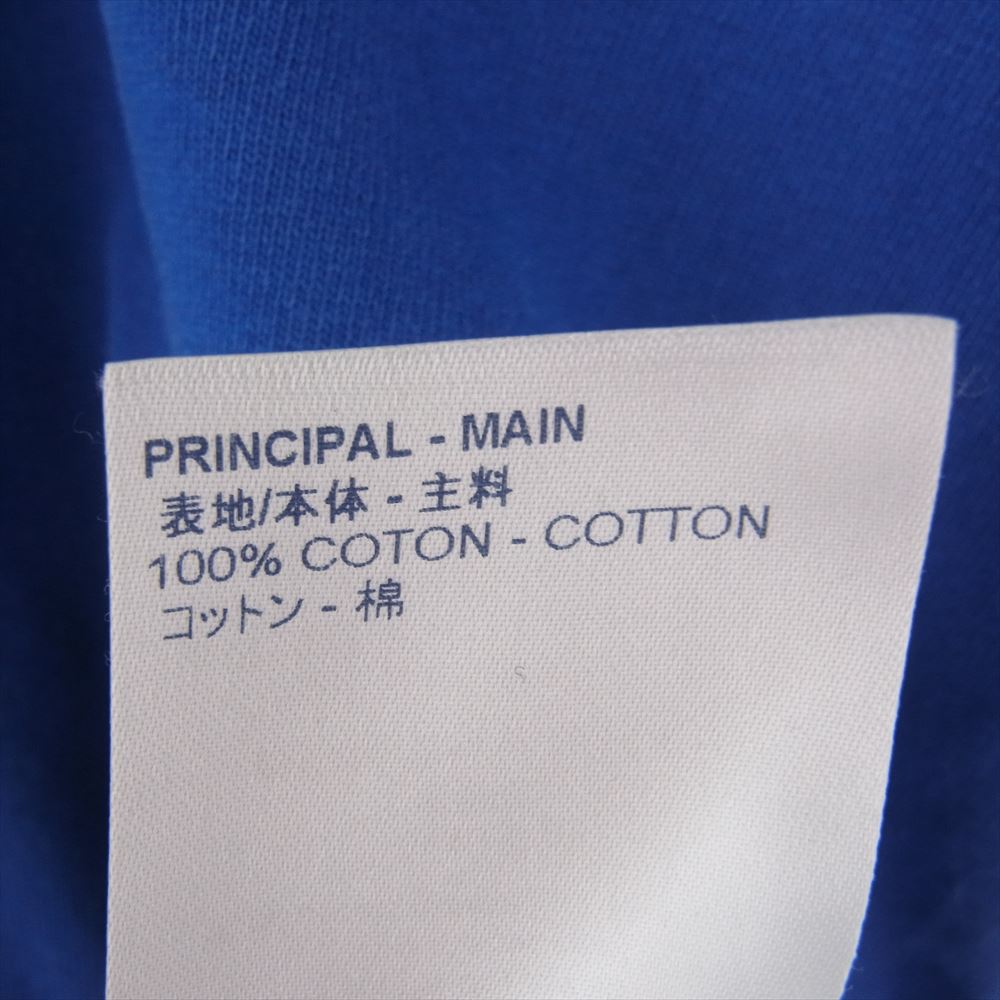 PRINCIPAL - MAIN
表地/本体 - 主料
100% COTON - COTTON
コットン - 棉